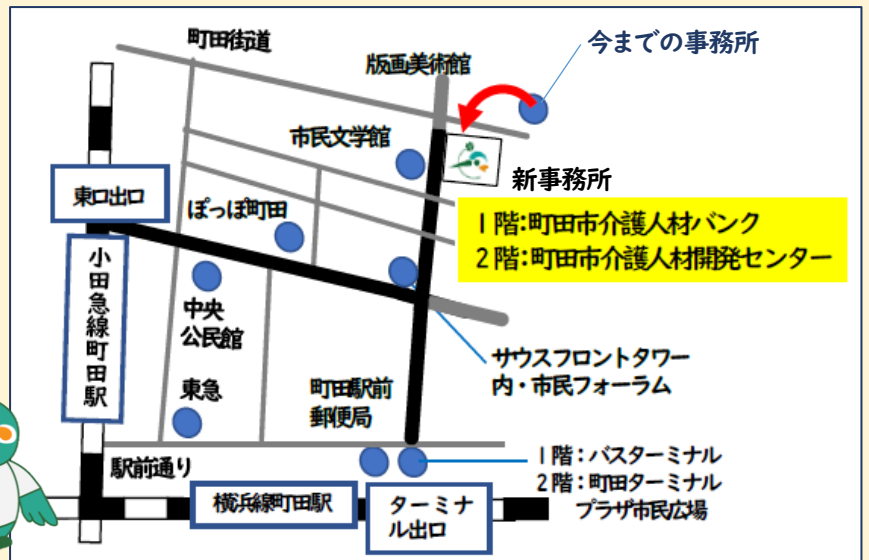 町田街道
版画美術館
今までの事務所
市民文学館
新事務所
東口出口
ぽっぽ町田
1階:町田市介護人材バンク
2階:町田市介護人材開発センター
小田急線町田駅
中央
公民館
サウスフロントタワー
内・市民フォーラム
東急
町田駅前
郵便局
駅前通り
1階：バスターミナル
2階：町田ターミナル
プラザ市民広場
横浜線町田駅
ターミナ
ル出口